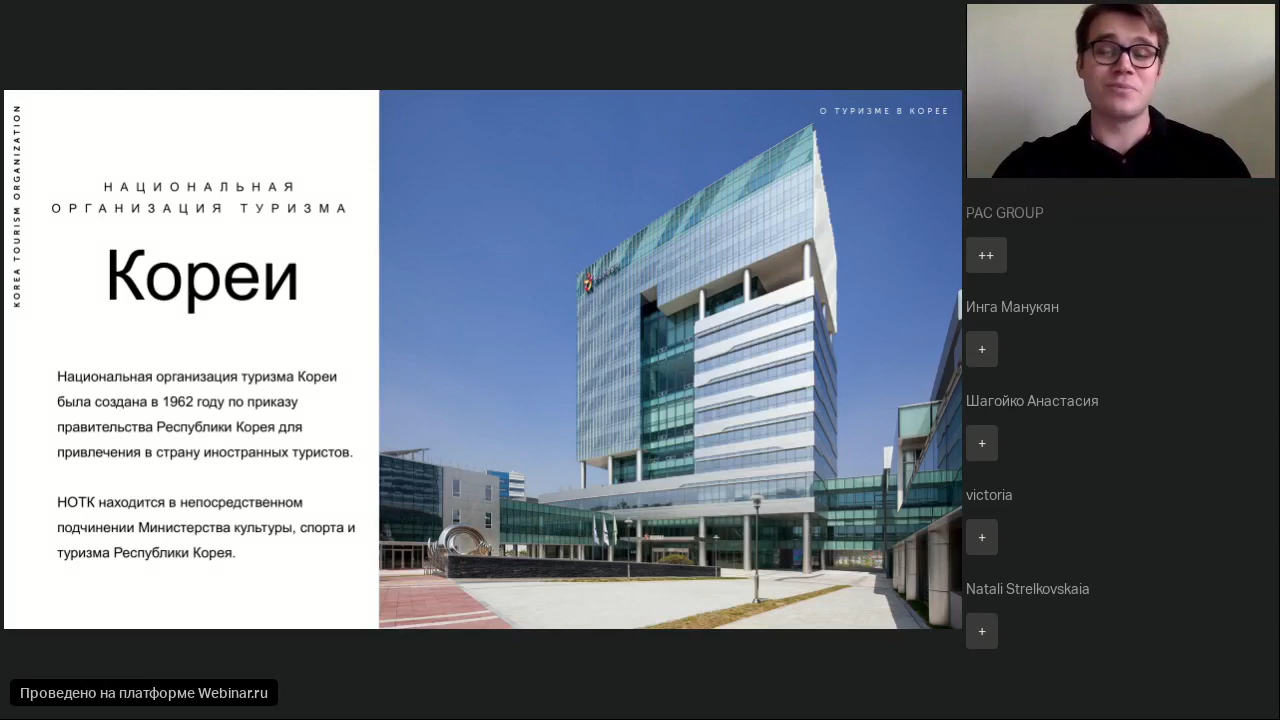 KOREA TOURISM ORGANIZATION
НАЦИОНАЛЬНАЯ
ОРГАНИЗАЦИЯ ТУРИЗМА
Кореи
Национальная организация туризма Кореи
была создана в 1962 году по приказу
правительства Республики Корея для
привлечения в страну иностранных туристов.
НОТК находится в непосредственном
подчинении Министерства культуры, спорта и
туризма Республики Корея.
О ТУРИЗМЕ В КОРЕЕ
PAC GROUP
++
Инга Манукян
+
Шагойко Анастасия
+
victoria
+
Natali Strelkovskaia
+
Проведено на платформе Webinar.ru